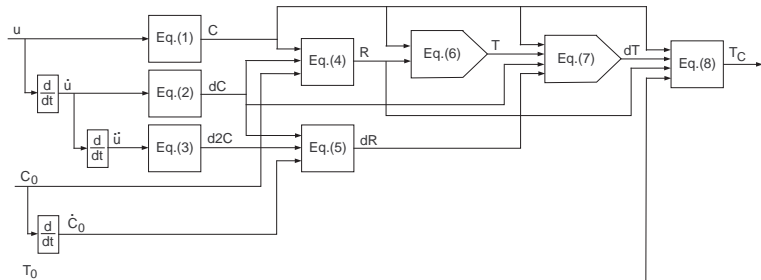 u
Eq.(1)
C
d
dt
u̇
Eq.(2)
dC
d
dt
ü
Eq.(3)
d2C
Eq.(4)
R
Eq.(5)
dR
Eq.(6)
T
Eq.(7)
dT
Eq.(8)
T_C
C_0
d
dt
Ċ_0
T_0